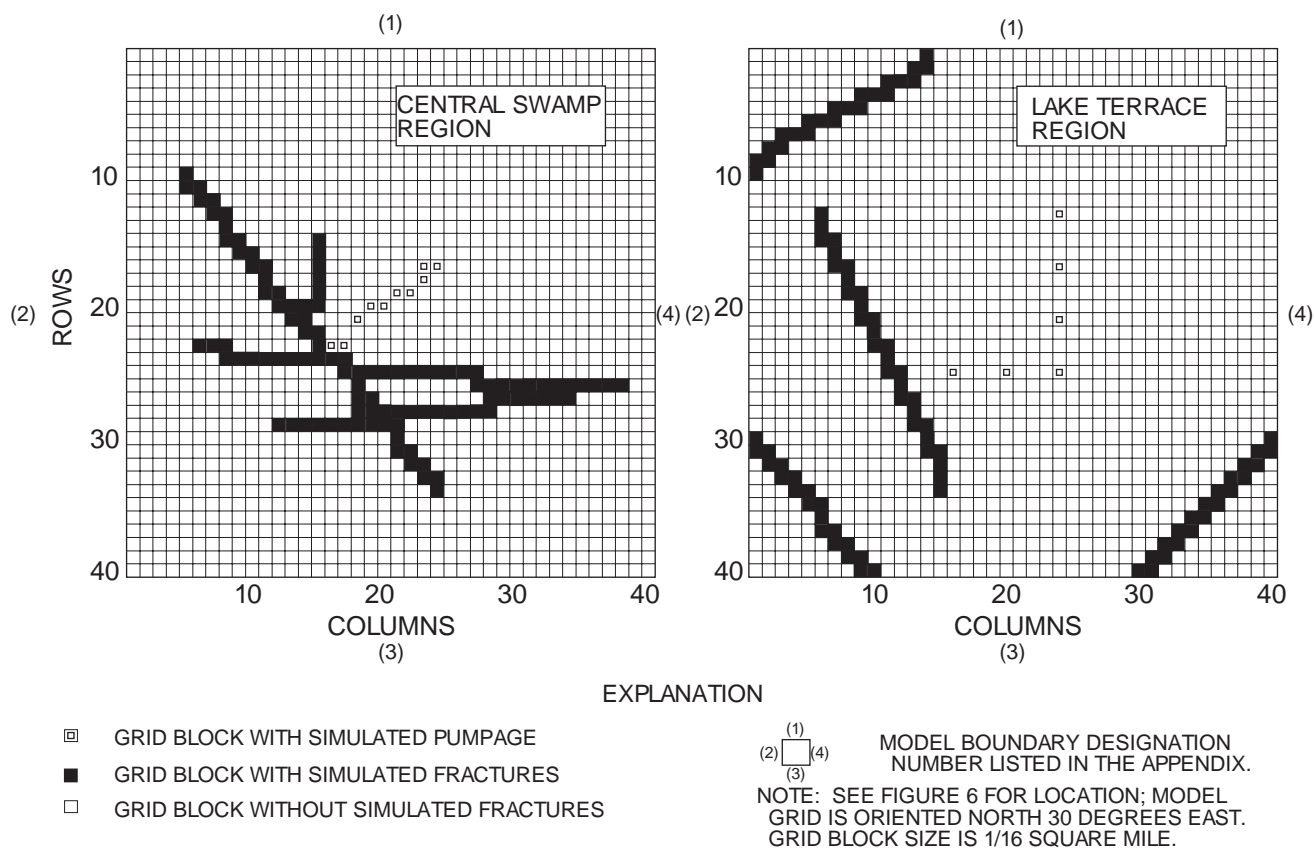 (1)
CENTRAL SWAMP
REGION
10
20
30
40
ROWS
(2)
(4)
10
20
30
40
COLUMNS
(3)
(1)
LAKE TERRACE
REGION
10
20
30
40
(2)
(4)
10
20
30
40
COLUMNS
(3)
EXPLANATION
GRID BLOCK WITH SIMULATED PUMPAGE
GRID BLOCK WITH SIMULATED FRACTURES
GRID BLOCK WITHOUT SIMULATED FRACTURES
(1)
(2) (4)
(3)
MODEL BOUNDARY DESIGNATION
NUMBER LISTED IN THE APPENDIX.
NOTE: SEE FIGURE 6 FOR LOCATION; MODEL
GRID IS ORIENTED NORTH 30 DEGREES EAST.
GRID BLOCK SIZE IS 1/16 SQUARE MILE.